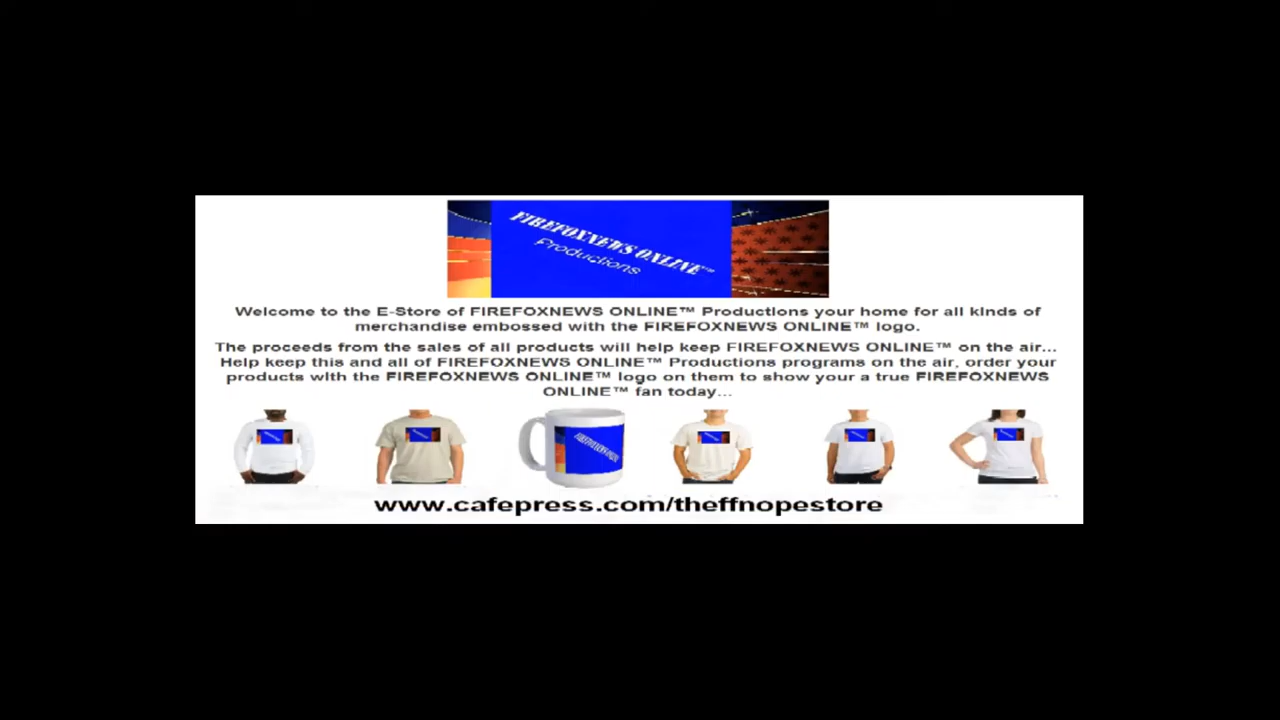 FIREFOXNEWS ONLINE™
Productions
Welcome to the E-Store of FIREFOXNEWS ONLINE™ Productions your home for all kinds of
merchandise embossed with the FIREFOXNEWS ONLINE™ logo.
The proceeds from the sales of all products will help keep FIREFOXNEWS ONLINE™ on the air...
Help keep this and all of FIREFOXNEWS ONLINE™ Productions programs on the air, order your
products with the FIREFOXNEWS ONLINE™ logo on them to show your a true FIREFOXNEWS
ONLINE™ fan today...
FIREFOXNEWS ONLINE
www.cafepress.com/theffnopestore